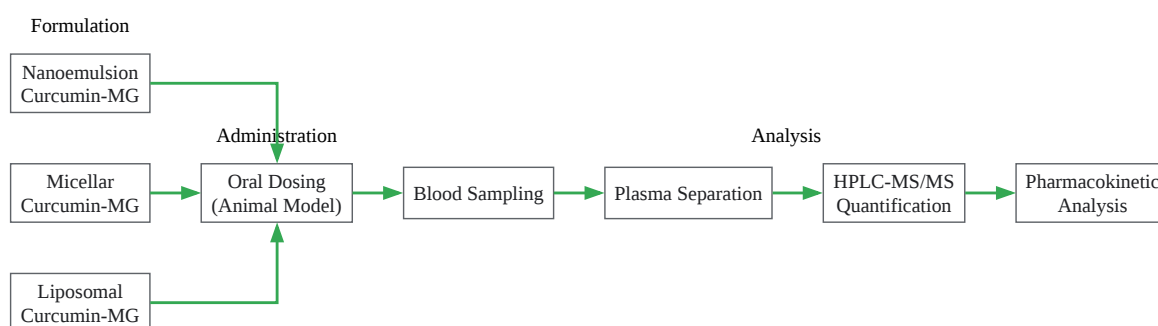 Formulation
Nanoemulsion
Curcumin-MG
Administration
Analysis
Micellar
Curcumin-MG
Oral Dosing
(Animal Model)
Blood Sampling
Plasma Separation
HPLC-MS/MS
Quantification
Pharmacokinetic
Analysis
Liposomal
Curcumin-MG